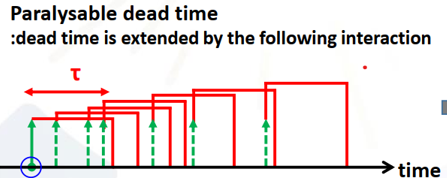 Paralysable dead time
:dead time is extended by the following interaction
τ
time